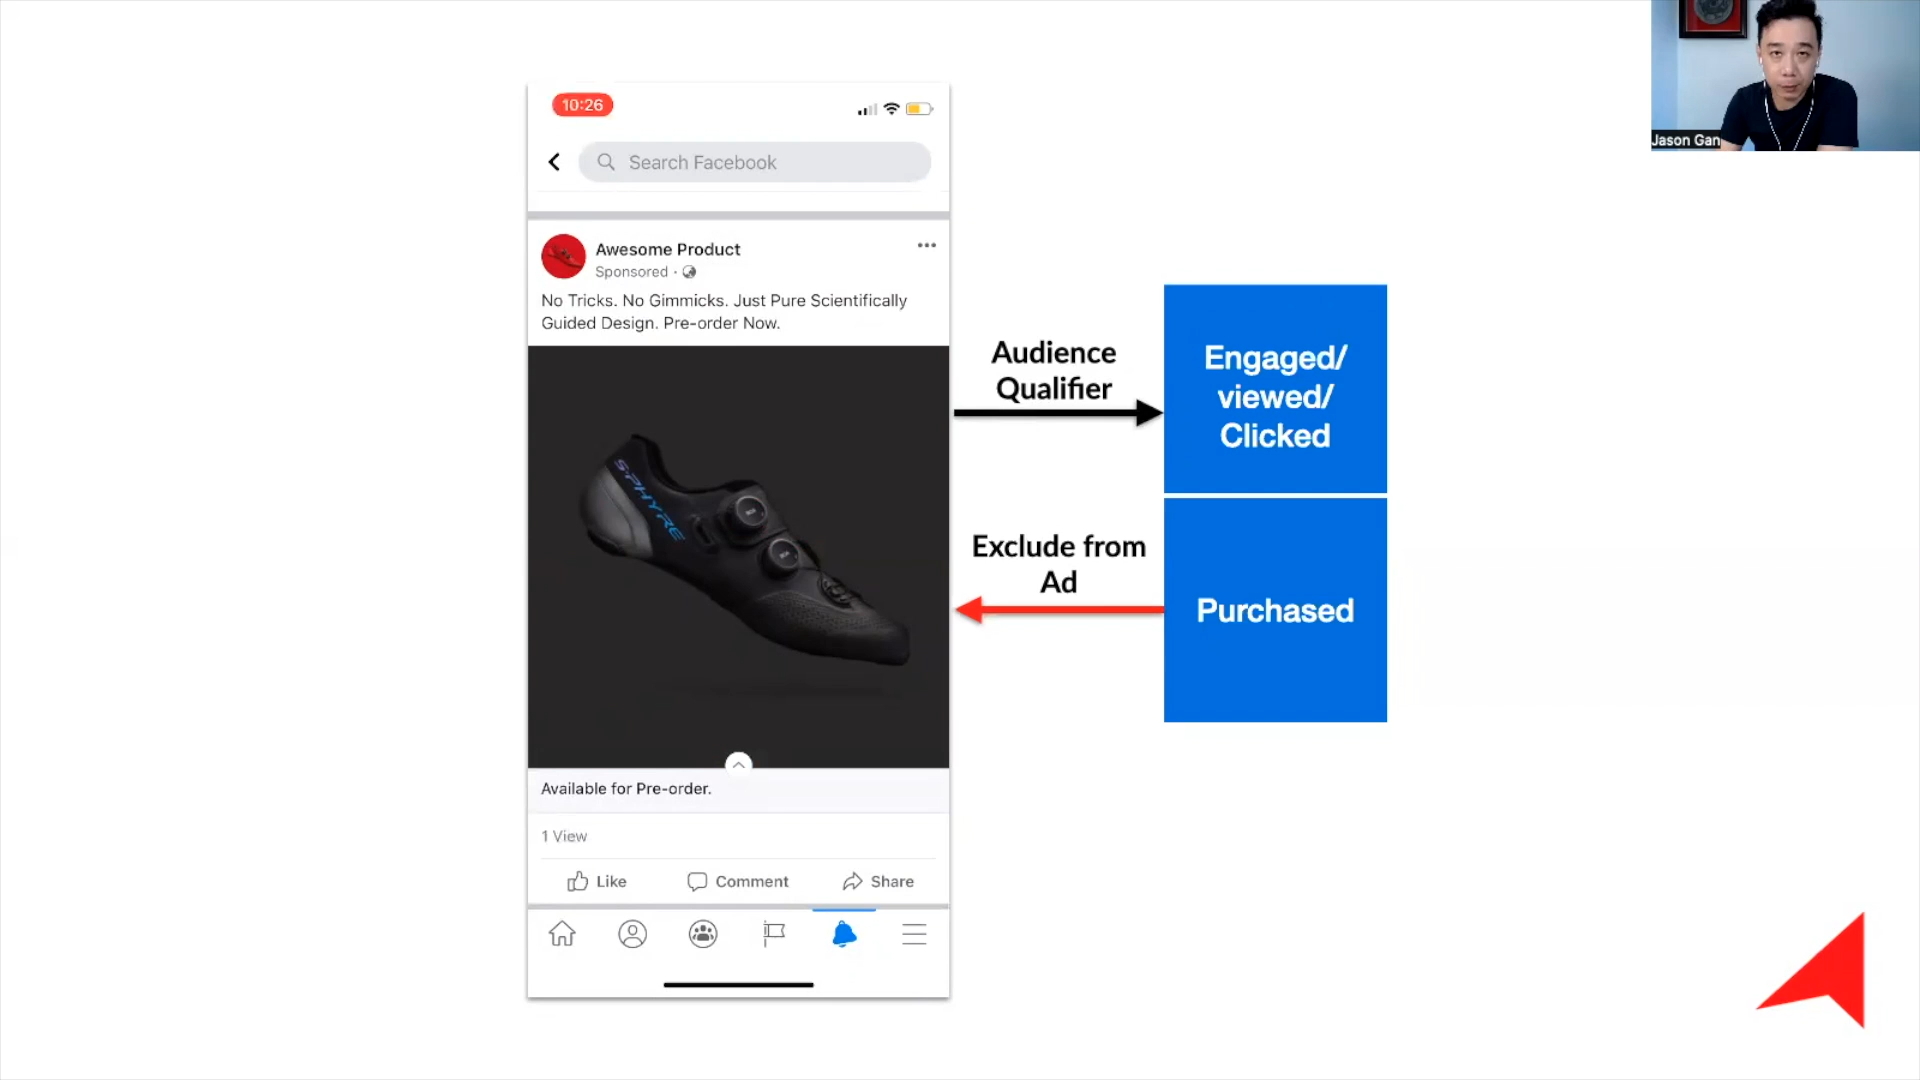 Jason Gan
10:26
Search Facebook
Awesome Product
Sponsored ·
No Tricks. No Gimmicks. Just Pure Scientifically
Guided Design. Pre-order Now.
S-PHYRE
Available for Pre-order.
1 View
Like
Comment
Share
Audience
Qualifier
Engaged/
viewed/
Clicked
Exclude from
Ad
Purchased